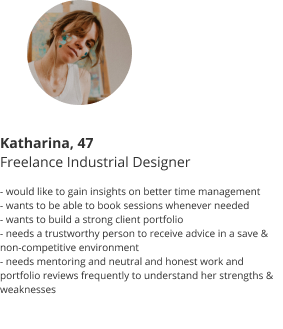 Katharina, 47
Freelance Industrial Designer
- would like to gain insights on better time management
- wants to be able to book sessions whenever needed
- wants to build a strong client portfolio
- needs a trustworthy person to receive advice in a save &
non-competitive environment
- needs mentoring and neutral and honest work and
portfolio reviews frequently to understand her strengths &
weaknesses